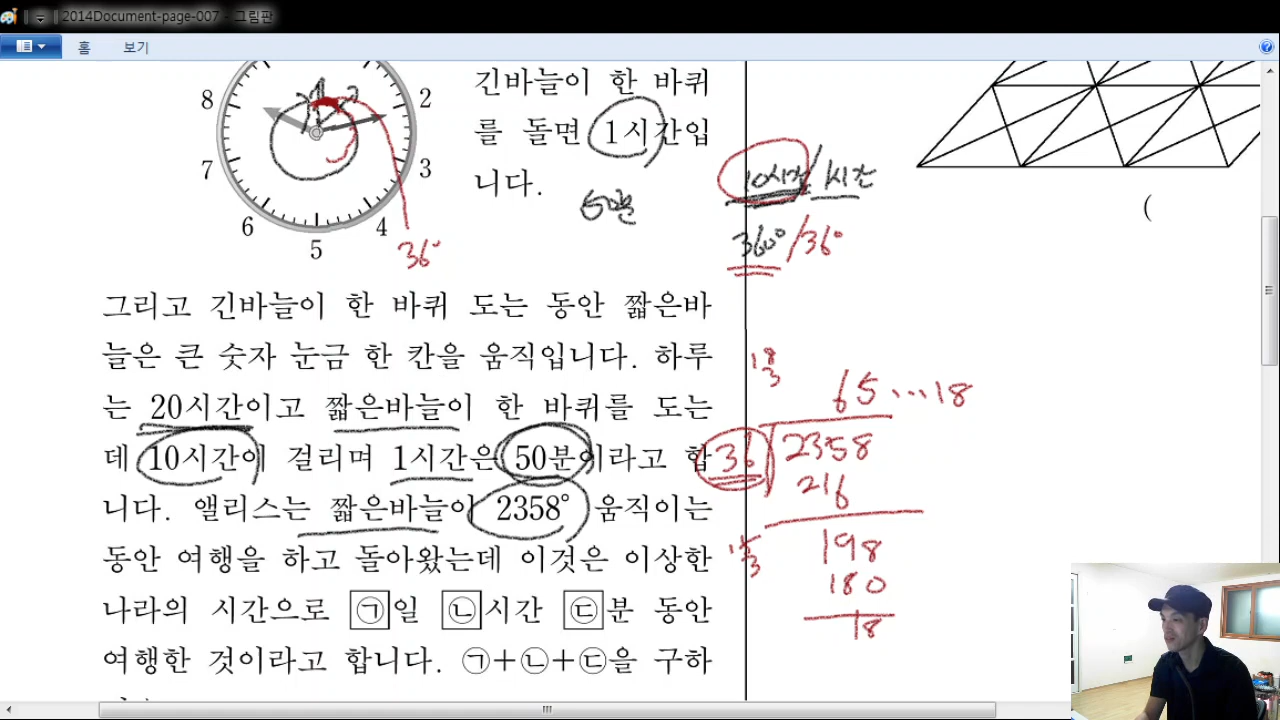 2014Document-page-007 - 그림판
홈 보기
긴바늘이 한 바퀴
를 돌면 1시간입
니다.
50분
8
7
6
5
4
3
2
36°
10시간/1시간
360°/36°
(
그리고 긴바늘이 한 바퀴 도는 동안 짧은바
늘은 큰 숫자 눈금 한 칸을 움직입니다. 하루
는 20시간이고 짧은바늘이 한 바퀴를 도는
데 10시간이 걸리며 1시간은 50분이라고 합
니다. 앨리스는 짧은바늘이 2358° 움직이는
동안 여행을 하고 돌아왔는데 이것은 이상한
나라의 시간으로 ㉠일 ㉡시간 ㉢분 동안
여행한 것이라고 합니다. ㉠+㉡+㉢을 구하
18
3
65...18
36 2358
216
198
180
18